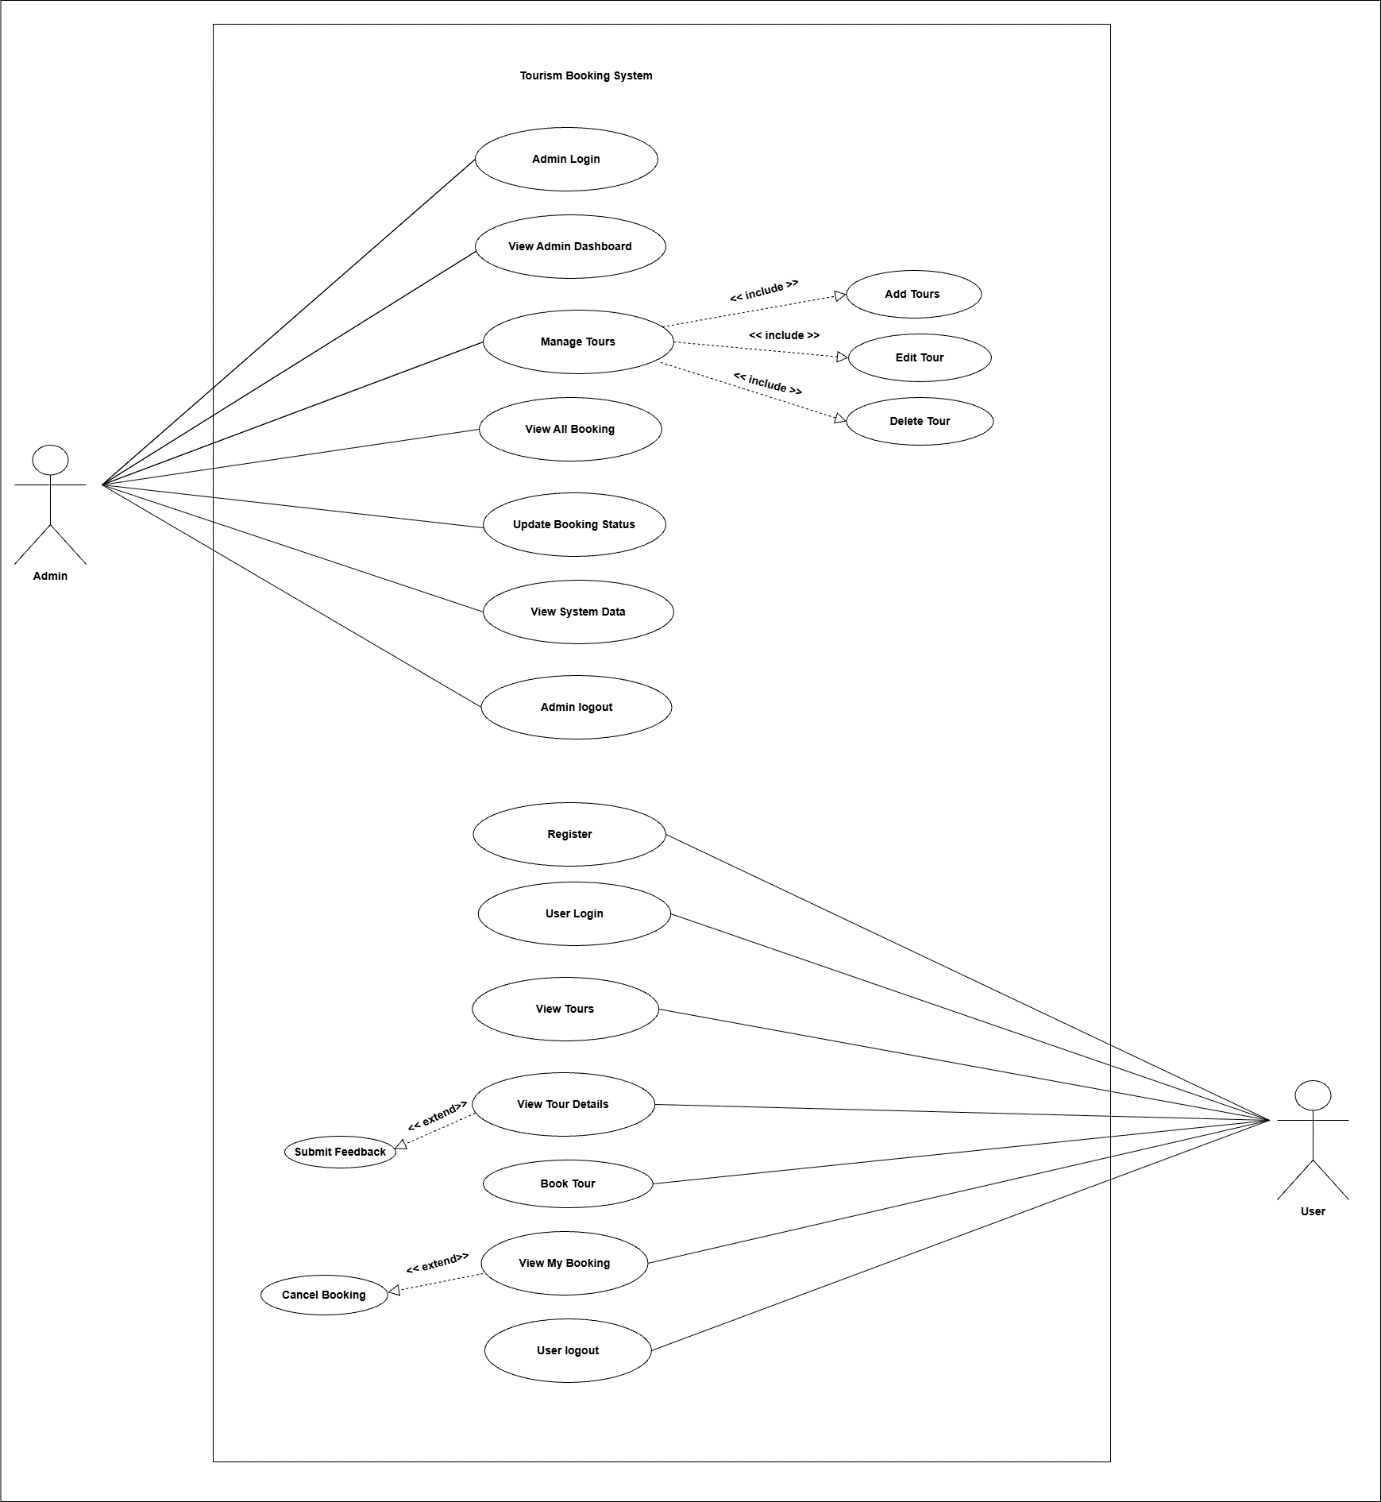 Tourism Booking System
Admin Login
View Admin Dashboard
<< include >>
Add Tours
Manage Tours
<< include >>
Edit Tour
<< include >>
Delete Tour
View All Booking
Update Booking Status
Admin
View System Data
Admin logout
Register
User Login
View Tours
View Tour Details
<< extend>>
Submit Feedback
Book Tour
User
View My Booking
<< extend>>
Cancel Booking
User logout